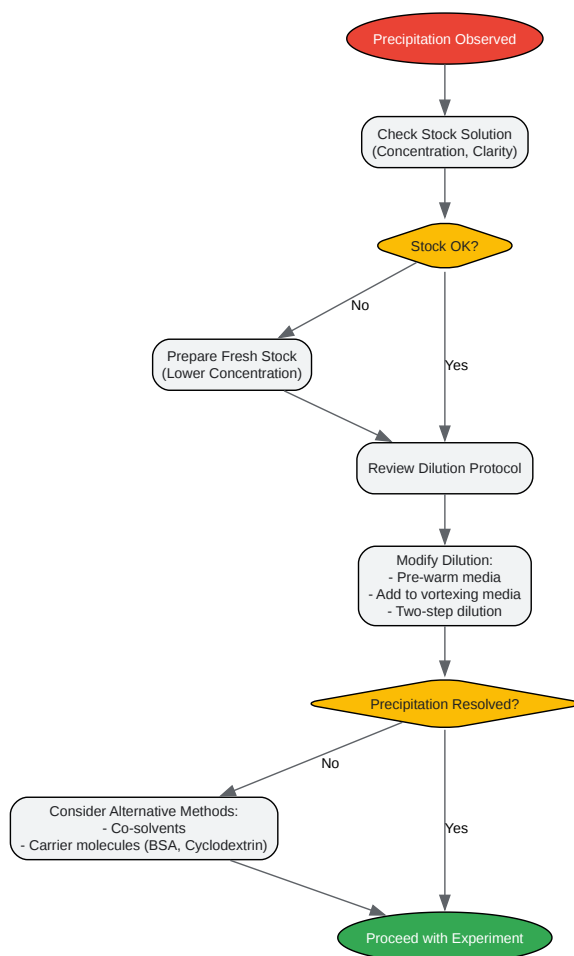 Precipitation Observed
Check Stock Solution
(Concentration, Clarity)
Stock OK?
No
Prepare Fresh Stock
(Lower Concentration)
Yes
Review Dilution Protocol
Modify Dilution:
- Pre-warm media
- Add to vortexing media
- Two-step dilution
Precipitation Resolved?
No
Consider Alternative Methods:
- Co-solvents
- Carrier molecules (BSA, Cyclodextrin)
Yes
Proceed with Experiment